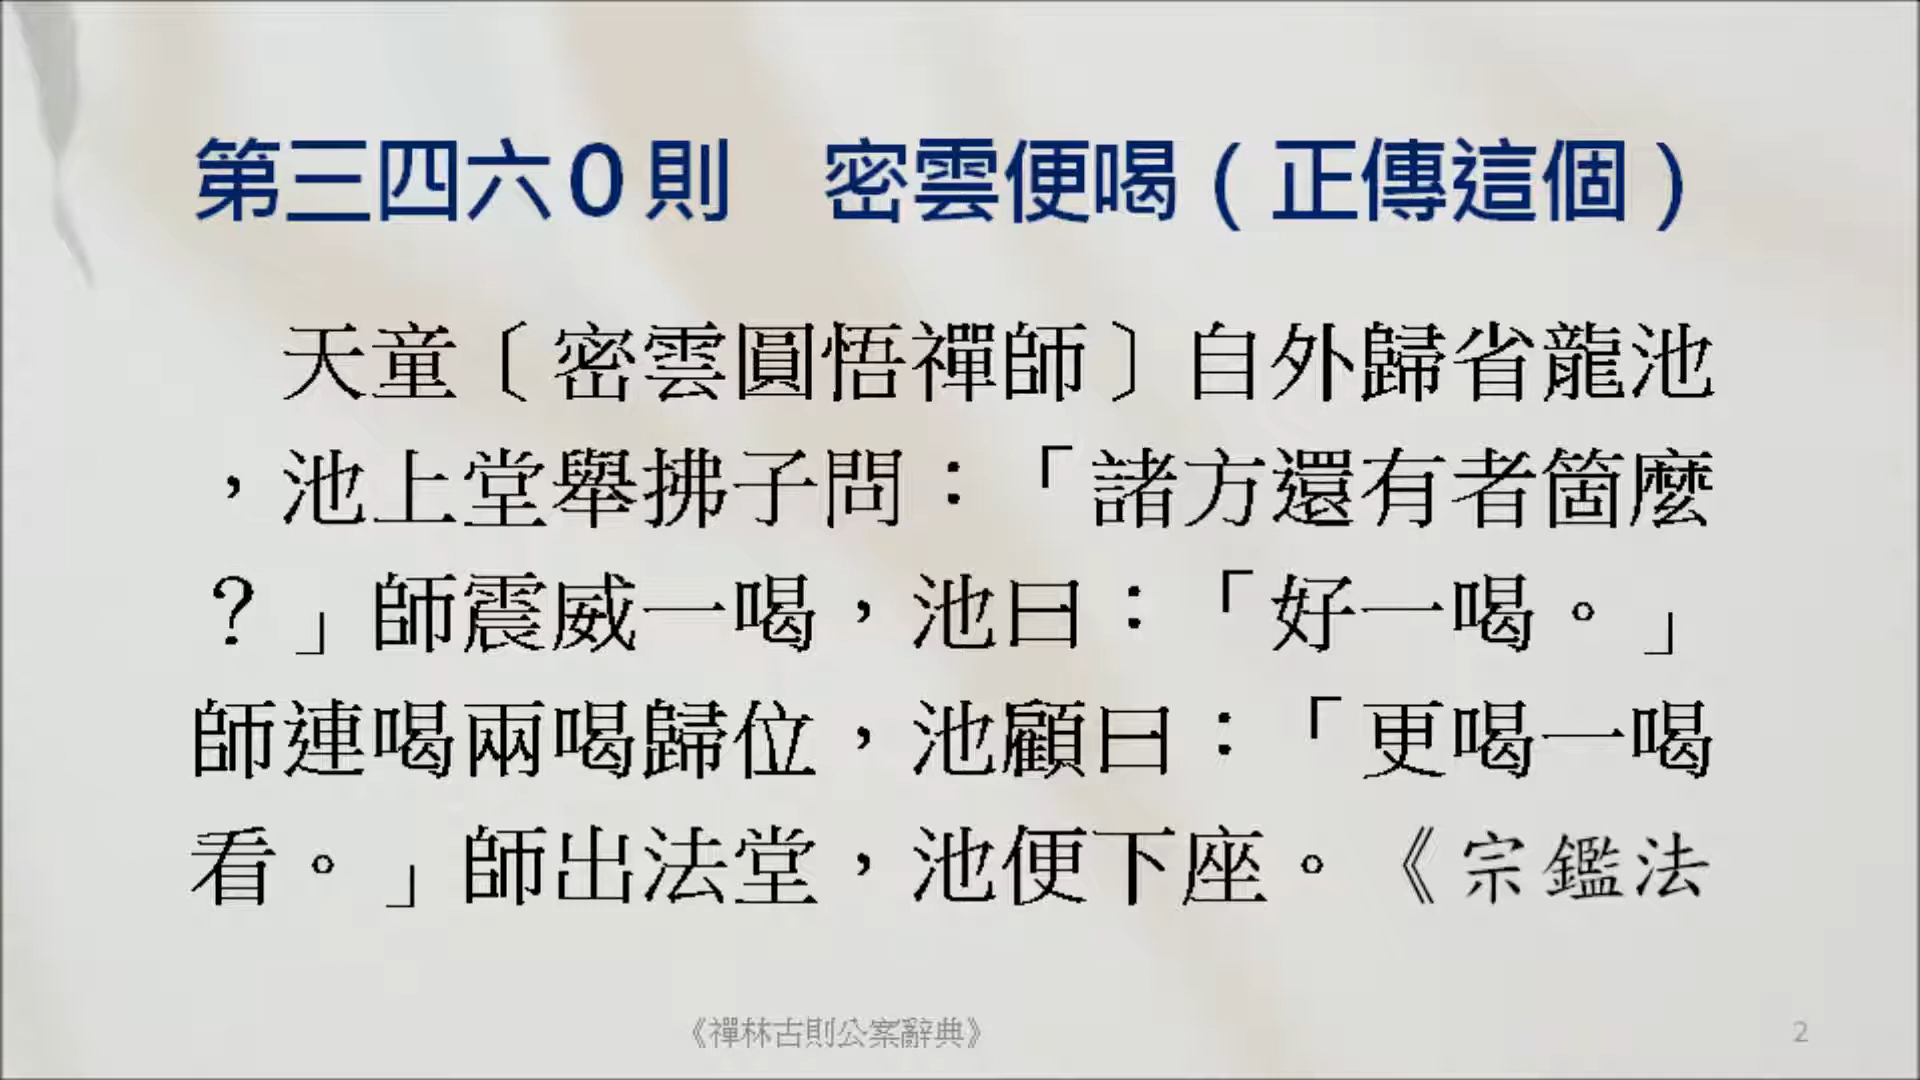 第三四六0則　密雲便喝（正傳這個）
天童〔密雲圓悟禪師〕自外歸省龍池
，池上堂舉拂子問：「諸方還有者箇麼
？」師震威一喝，池曰：「好一喝。」
師連喝兩喝歸位，池顧曰：「更喝一喝
看。」師出法堂，池便下座。《宗鑑法
《禪林古則公案辭典》
2